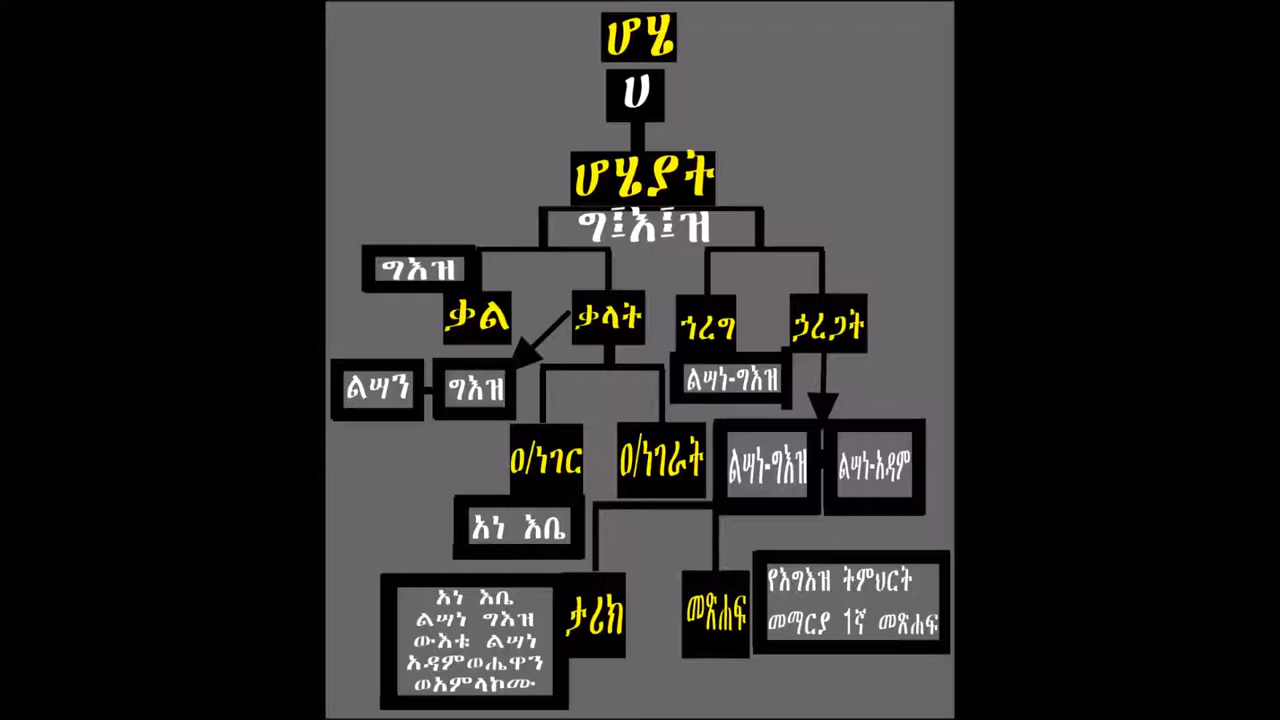 ሆሄ
ሀ
ሆሄያት
ግ፤እ፤ዝ
ግእዝ
ቃል
ቃላት
ኀረግ
ኃረጋት
ልሣን
ግእዝ
ልሣነ-ግእዝ
ዐ/ነገር
ዐ/ነገራት
ልሣነ-ግእዝ
ልሣነ-አዳም
አነ እቤ
ታሪክ
መጽሐፍ
አነ እቤ
ልሣነ ግእዝ
ውእቱ ልሣነ
አዳምወሔዋን
ወአምላኮሙ
የእግእዝ ትምህርት
መማርያ 1ኛ መጽሐፍ